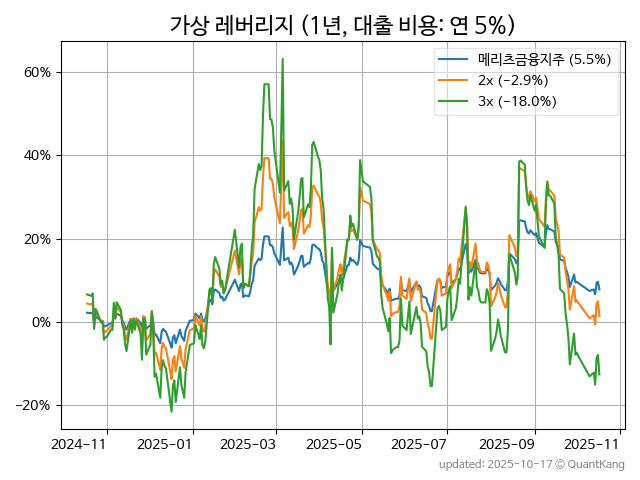 가상 레버리지 (1년, 대출 비용: 연 5%)
메리츠금융지주 (5.5%)
2x (-2.9%)
3x (-18.0%)
60%
40%
20%
0%
-20%
2024-11
2025-01
2025-03
2025-05
2025-07
2025-09
2025-11
updated: 2025-10-17 © QuantKang